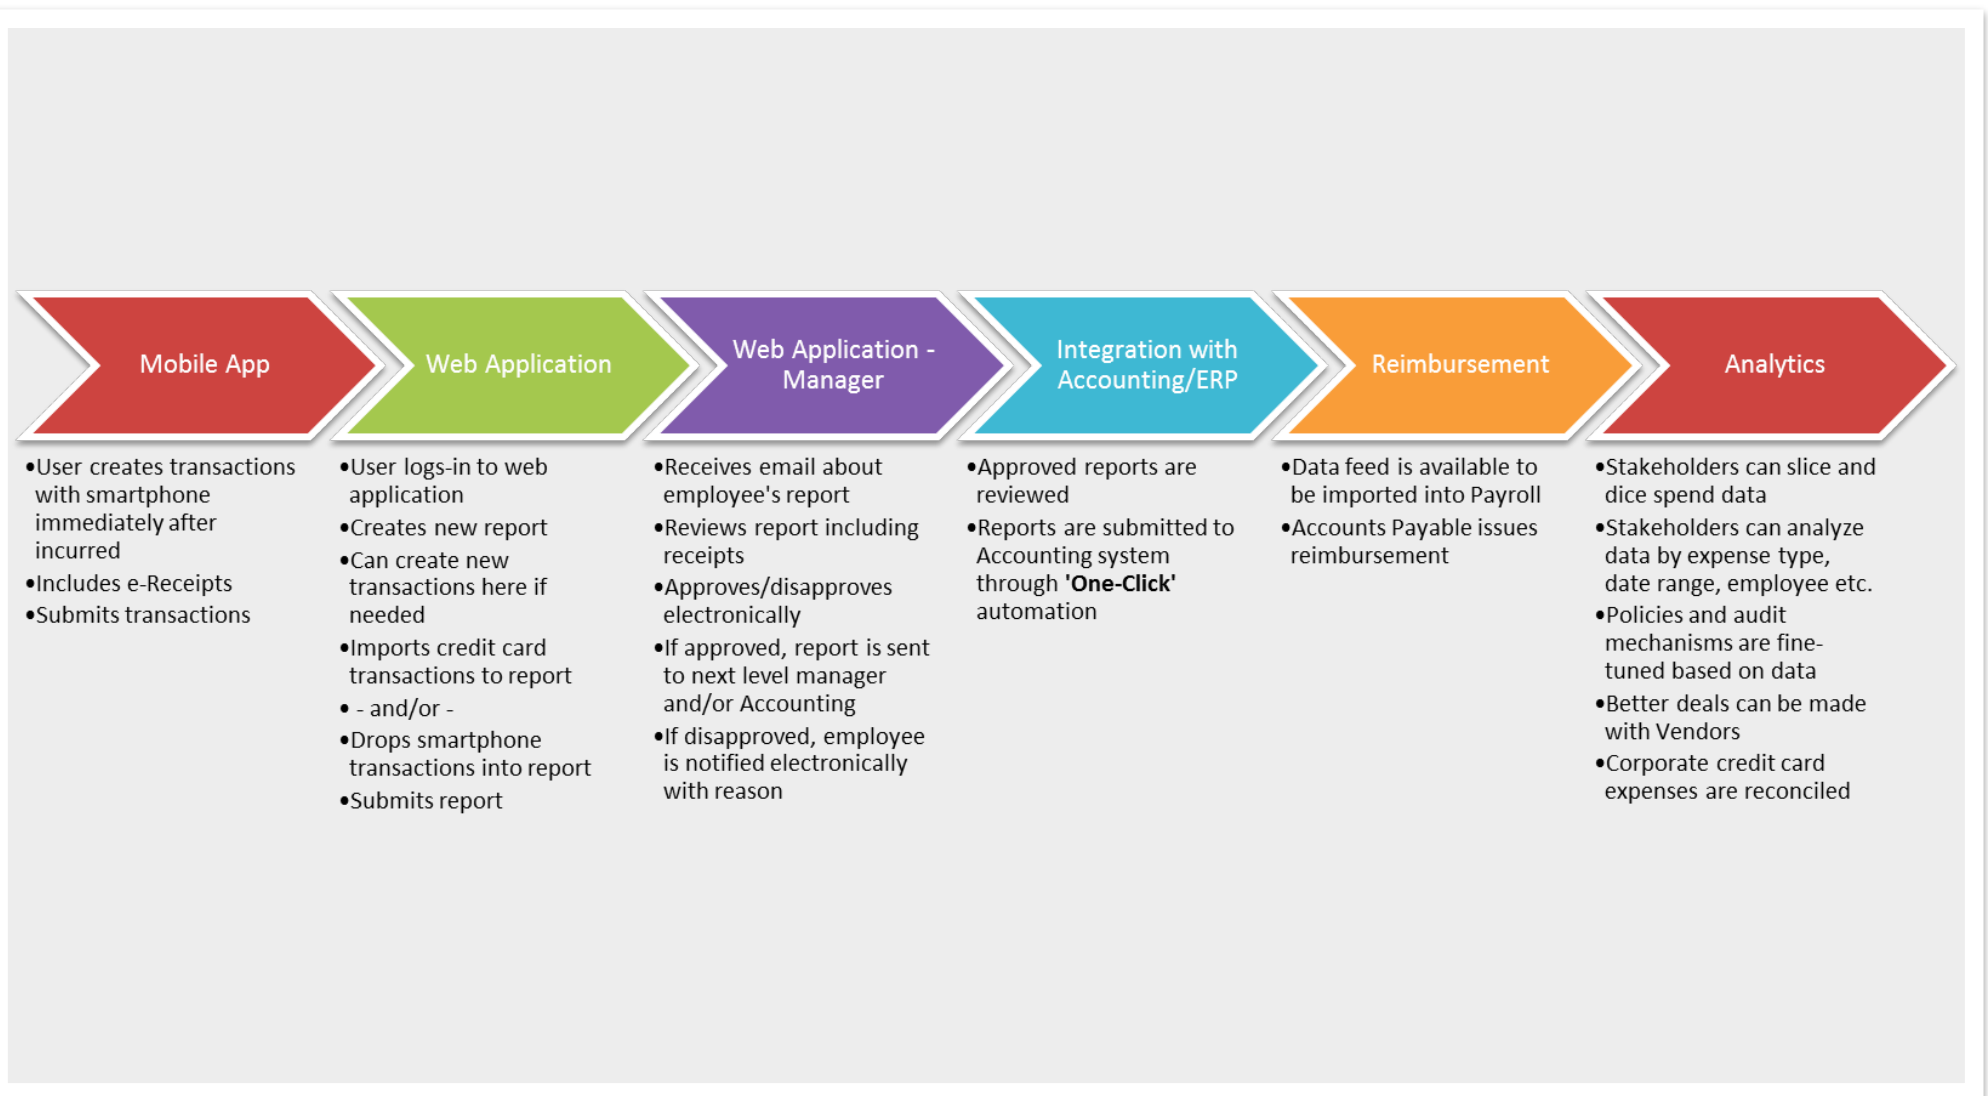 Mobile App
Web Application
Web Application -
Manager
Integration with
Accounting/ERP
Reimbursement
Analytics
•User creates transactions
with smartphone
immediately after
incurred
•Includes e-Receipts
•Submits transactions
•User logs-in to web
application
•Creates new report
•Can create new
transactions here if
needed
•Imports credit card
transactions to report
• - and/or -
•Drops smartphone
transactions into report
•Submits report
•Receives email about
employee's report
•Reviews report including
receipts
•Approves/disapproves
electronically
•If approved, report is sent
to next level manager
and/or Accounting
•If disapproved, employee
is notified electronically
with reason
•Approved reports are
reviewed
•Reports are submitted to
Accounting system
through 'One-Click'
automation
•Data feed is available to
be imported into Payroll
•Accounts Payable issues
reimbursement
•Stakeholders can slice and
dice spend data
•Stakeholders can analyze
data by expense type,
date range, employee etc.
•Policies and audit
mechanisms are fine-
tuned based on data
•Better deals can be made
with Vendors
•Corporate credit card
expenses are reconciled